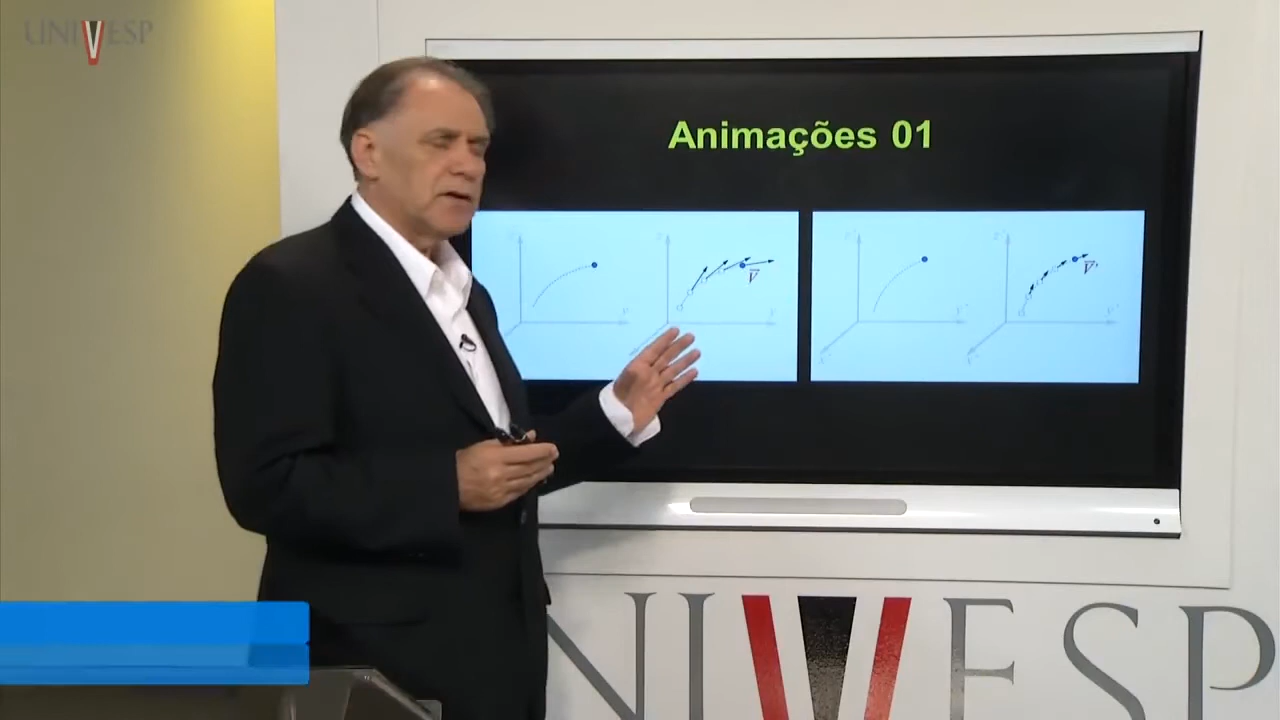 UNIVESP
Animações 01
z
y
V
z'
y'
x'
z'
y'
x'
V'
UNIVESP